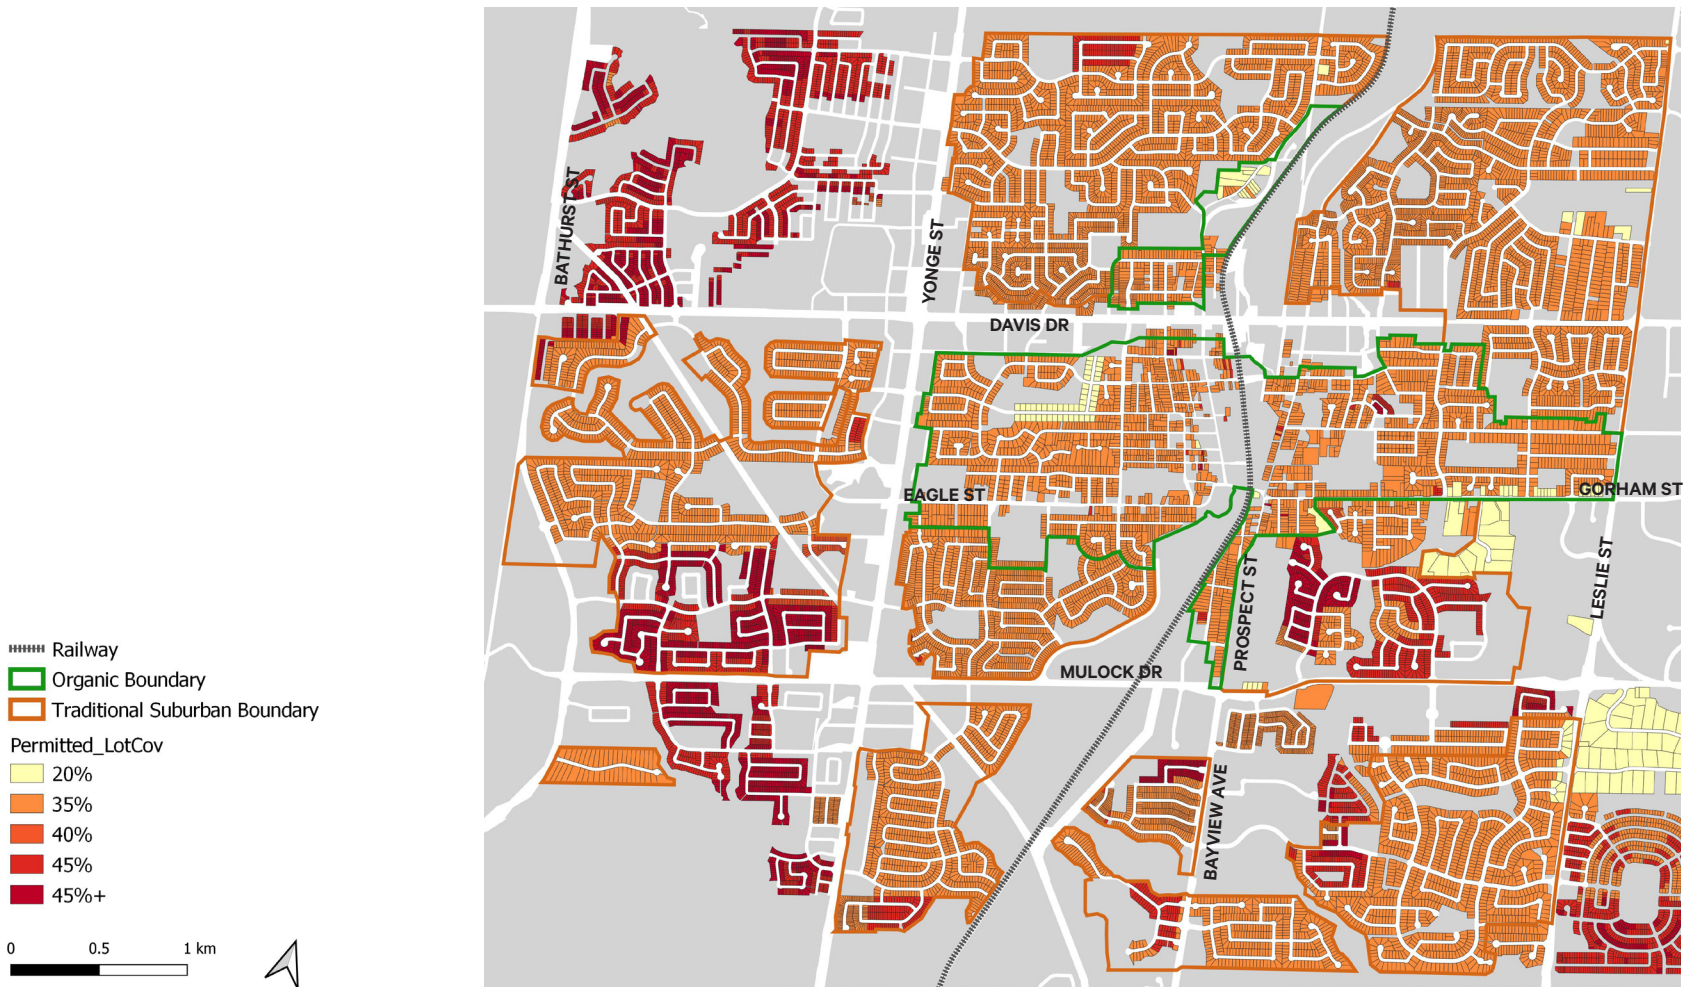 BATHURST ST
YONGE ST
DAVIS DR
EAGLE ST
GORHAM ST
LESLIE ST
PROSPECT ST
MULOCK DR
BAYVIEW AVE
Railway
Organic Boundary
Traditional Suburban Boundary
Permitted_LotCov
20%
35%
40%
45%
45%+
0 0.5 1 km